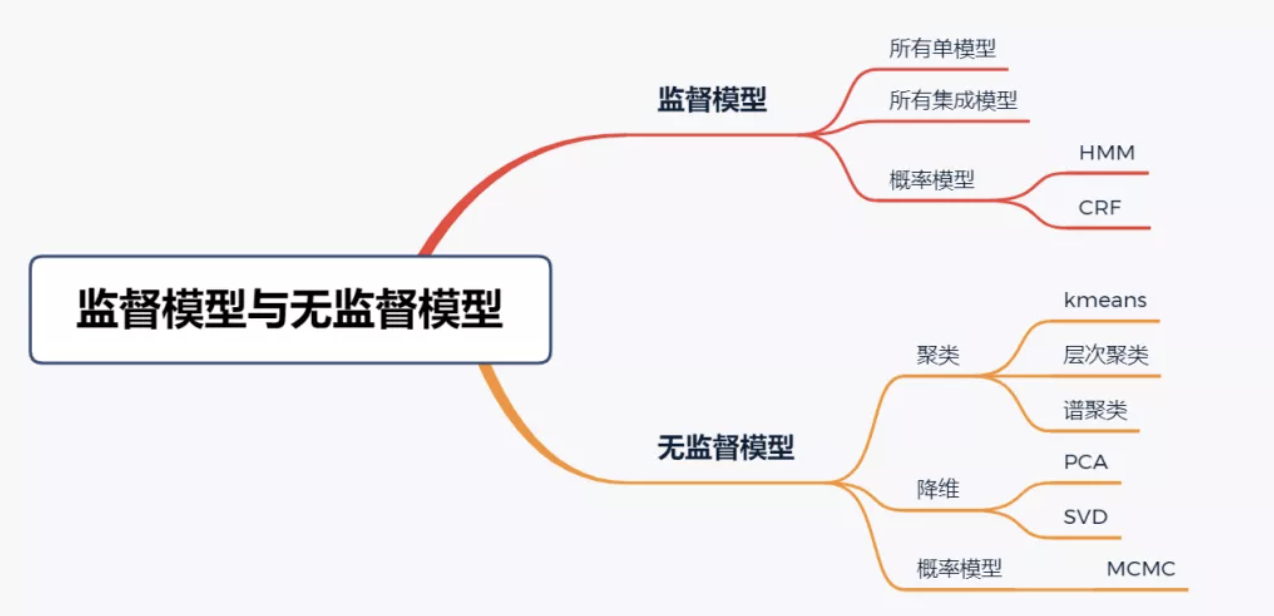 所有单模型
监督模型
所有集成模型
HMM
概率模型
CRF
监督模型与无监督模型
kmeans
聚类
层次聚类
谱聚类
无监督模型
PCA
降维
SVD
概率模型
MCMC